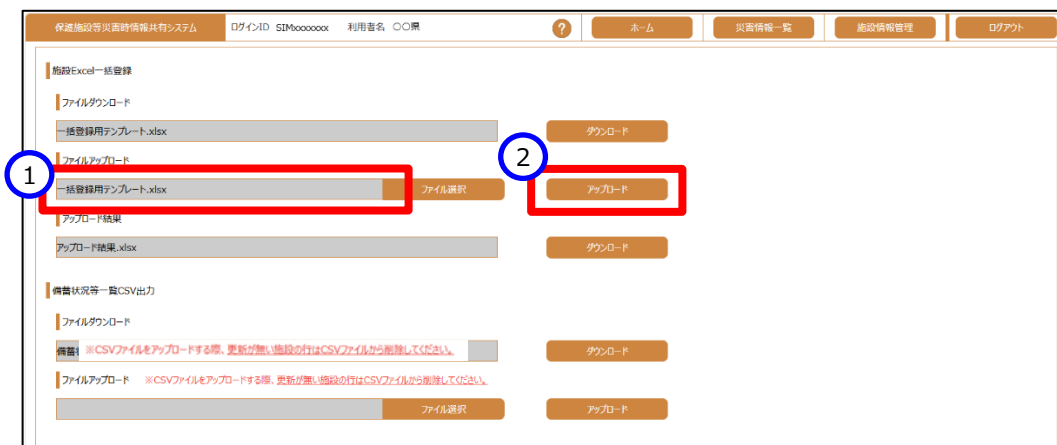 保護施設等災害時情報共有システム ログインID SIMxxxxxxx 利用者名 〇〇県 ? ホーム 災害情報一覧 施設情報管理 ログアウト
施設Excel一括登録
ファイルダウンロード
一括登録用テンプレート.xlsx ダウンロード
ファイルアップロード
1 一括登録用テンプレート.xlsx ファイル選択 2 アップロード
アップロード結果
アップロード結果.xlsx ダウンロード
備蓄状況等一覧CSV出力
ファイルダウンロード
備蓄 ※CSVファイルをアップロードする際、更新が無い施設の行はCSVファイルから削除してください。 ダウンロード
ファイルアップロード ※CSVファイルをアップロードする際、更新が無い施設の行はCSVファイルから削除してください。
ファイル選択 アップロード